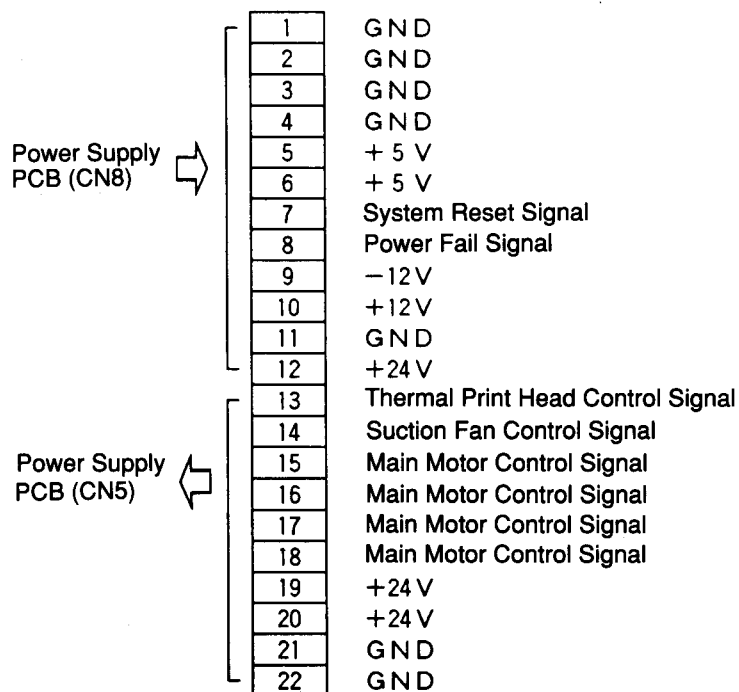 1 GND
2 GND
3 GND
4 GND
Power Supply
PCB (CN8)
5 +5 V
6 +5 V
7 System Reset Signal
8 Power Fail Signal
9 −12V
10 +12V
11 GND
12 +24V
13 Thermal Print Head Control Signal
14 Suction Fan Control Signal
Power Supply
PCB (CN5)
15 Main Motor Control Signal
16 Main Motor Control Signal
17 Main Motor Control Signal
18 Main Motor Control Signal
19 +24V
20 +24V
21 GND
22 GND